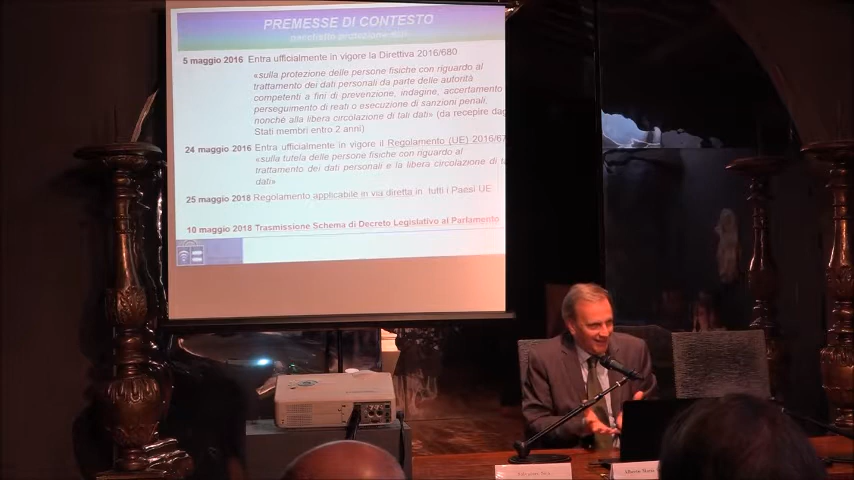 PREMESSE DI CONTESTO
5 maggio 2016 Entra ufficialmente in vigore la Direttiva 2016/680
«sulla protezione delle persone fisiche con riguardo al
trattamento dei dati personali da parte delle autorità
competenti a fini di prevenzione, indagine, accertamento
perseguimento di reati o esecuzione di sanzioni penali,
nonché alla libera circolazione di tali dati» (da recepire dag
Stati membri entro 2 anni)
24 maggio 2016 Entra ufficialmente in vigore il Regolamento (UE) 2016/67
«sulla tutela delle persone fisiche con riguardo al
trattamento dei dati personali e la libera circolazione di ta
dati»
25 maggio 2018 Regolamento applicabile in via diretta in tutti i Paesi UE
10 maggio 2018 Trasmissione Schema di Decreto Legislativo al Parlamento